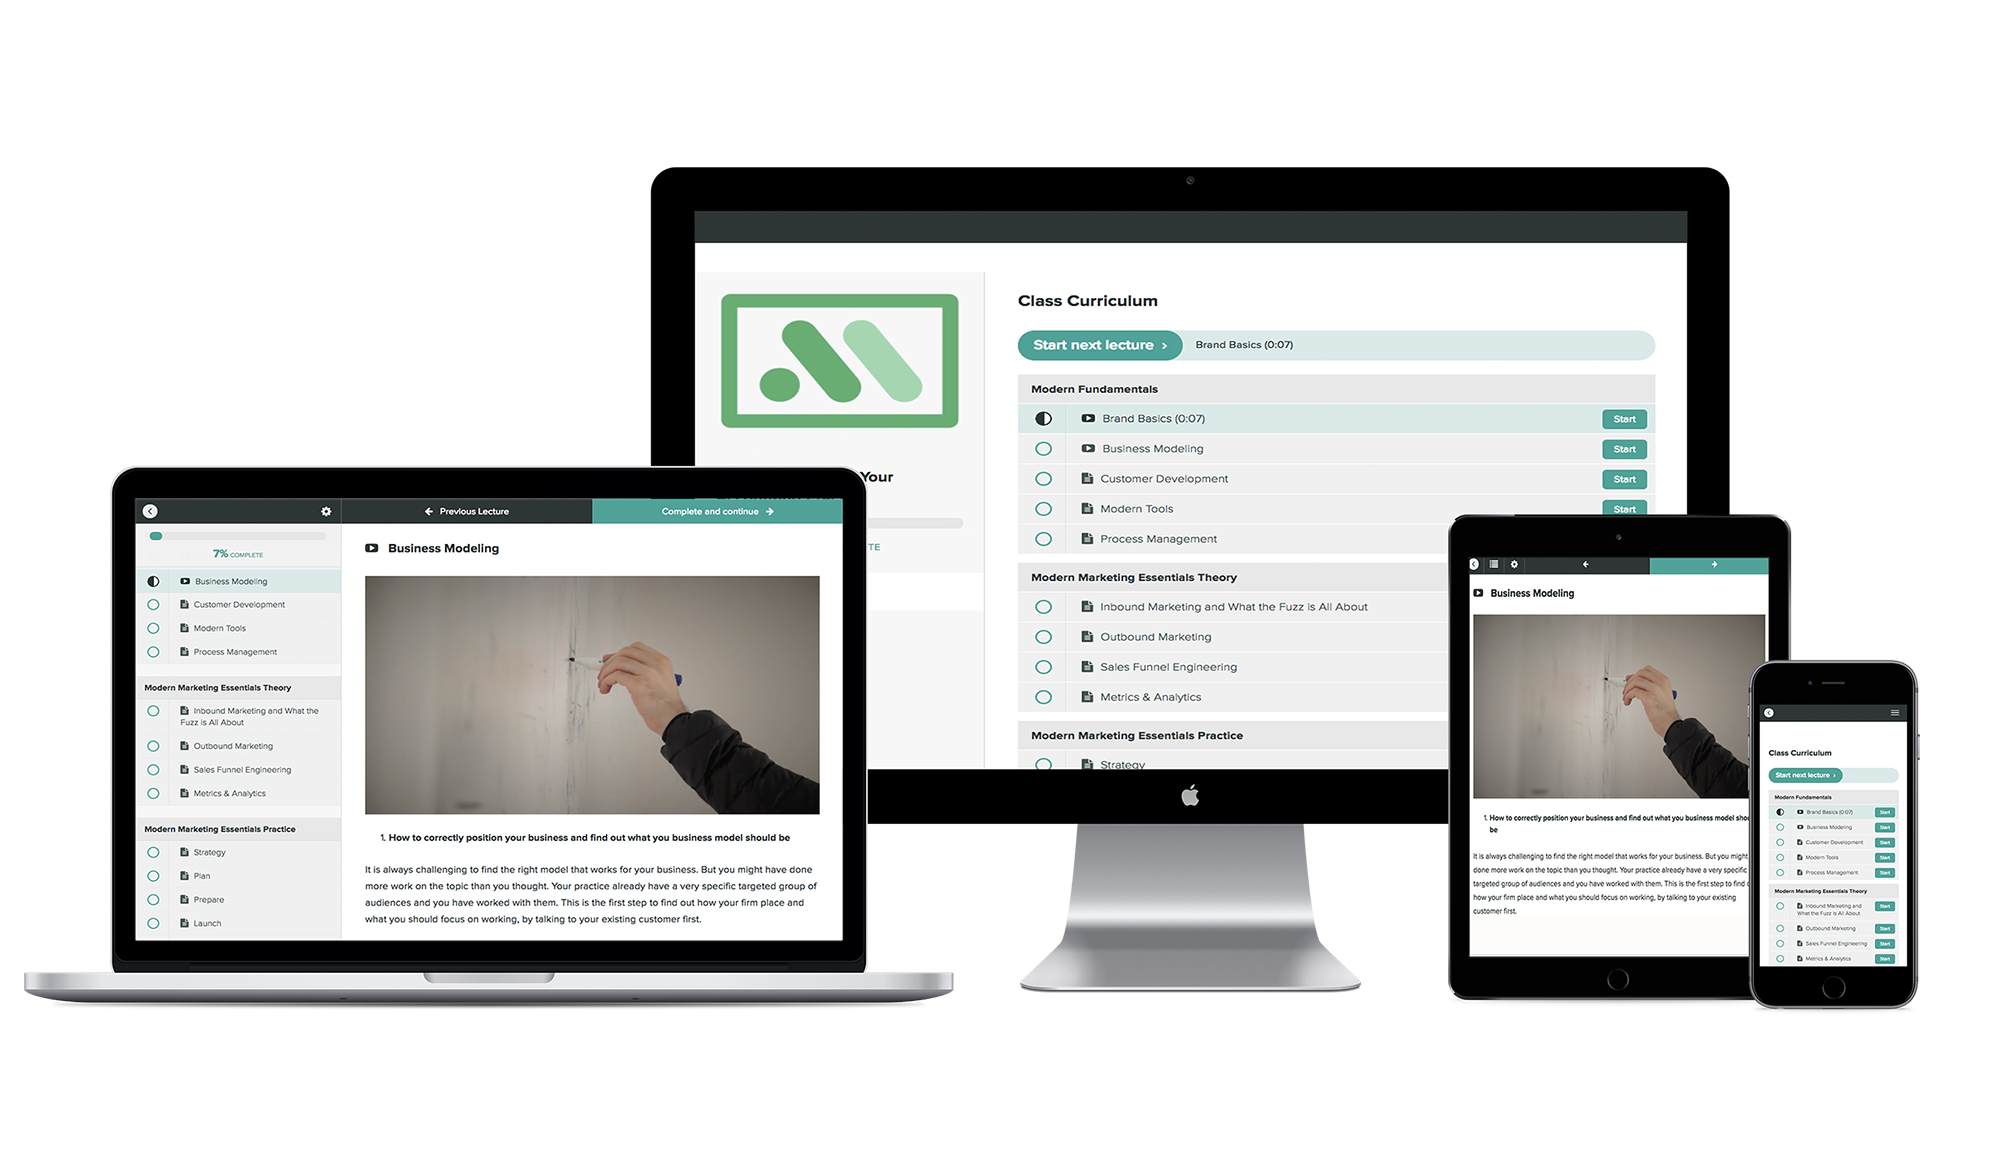 Class Curriculum
Start next lecture ›
Brand Basics (0:07)
Modern Fundamentals
Brand Basics (0:07)
Start
Business Modeling
Start
Customer Development
Start
Modern Tools
Start
Process Management
Modern Marketing Essentials Theory
Inbound Marketing and What the Fuzz is All About
Outbound Marketing
Sales Funnel Engineering
Metrics & Analytics
Modern Marketing Essentials Practice
Strategy
Your
TE
Previous Lecture
Complete and continue
7% COMPLETE
Business Modeling
Customer Development
Modern Tools
Process Management
Modern Marketing Essentials Theory
Inbound Marketing and What the
Fuzz is All About
Outbound Marketing
Sales Funnel Engineering
Metrics & Analytics
Modern Marketing Essentials Practice
Strategy
Plan
Prepare
Launch
Business Modeling
1. How to correctly position your business and find out what you business model should be
It is always challenging to find the right model that works for your business. But you might have done
more work on the topic than you thought. Your practice already have a very specific targeted group of
audiences and you have worked with them. This is the first step to find out how your firm place and
what you should focus on working, by talking to your existing customer first.
Business Modeling
1. How to correctly position your business and find out what you business model shou
be
It is always challenging to find the right model that works for your business. But you might
done more work on the topic than you thought. Your practice already have a very specific
targeted group of audiences and you have worked with them. This is the first step to find
how your firm place and what you should focus on working, by talking to your existing
customer first.
Class Curriculum
Start next lecture ›
Modern Fundamentals
Brand Basics (0:07)
Start
Business Modeling
Start
Customer Development
Start
Modern Tools
Start
Process Management
Start
Modern Marketing Essentials Theory
Inbound Marketing and
What the Fuzz is All About
Start
Outbound Marketing
Start
Sales Funnel Engineering
Start
Metrics & Analytics
Start